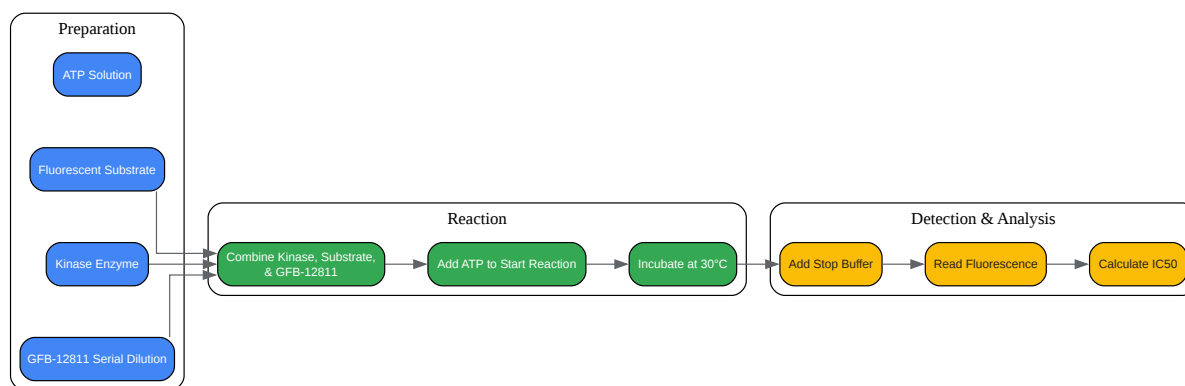 Preparation
ATP Solution
Fluorescent Substrate
Kinase Enzyme
GFB-12811 Serial Dilution
Reaction
Combine Kinase, Substrate,
& GFB-12811
Add ATP to Start Reaction
Incubate at 30°C
Detection & Analysis
Add Stop Buffer
Read Fluorescence
Calculate IC50